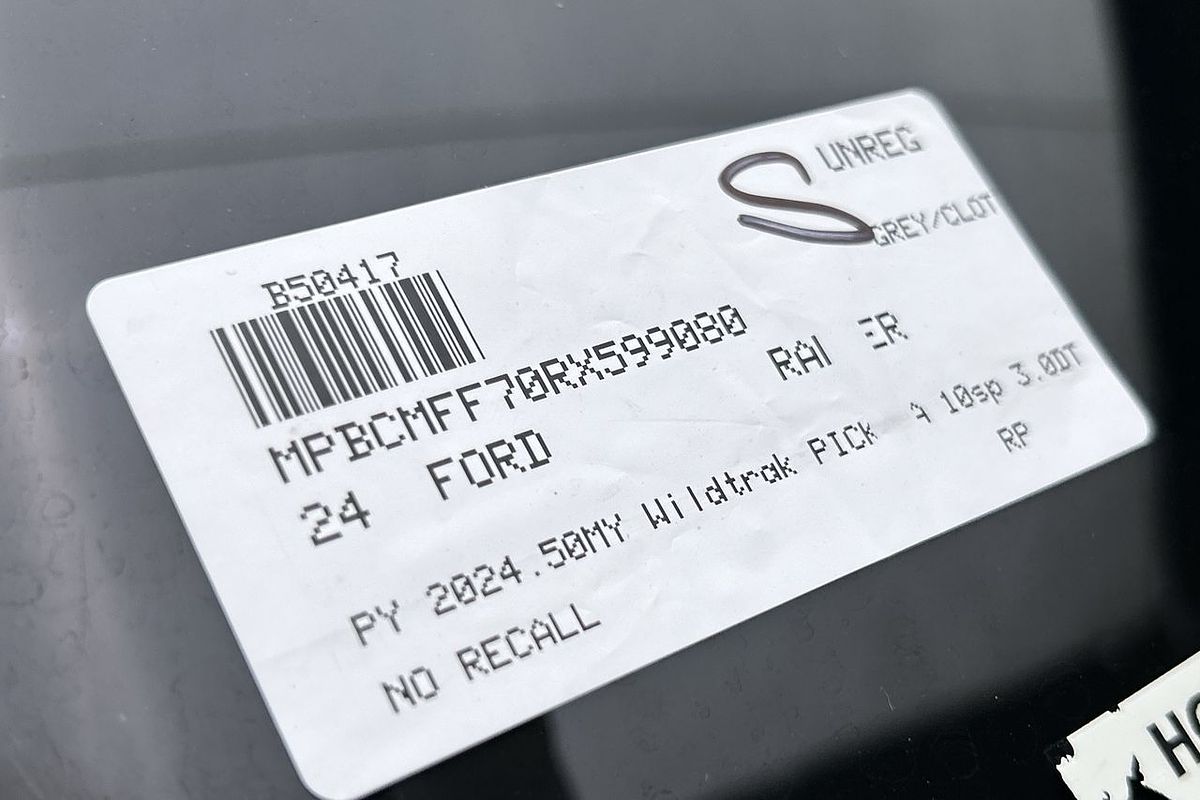 S UNREG
GREY/CLOT
B50417
MPBCMFF70RX599080
24 FORD
PY 2024.50MY Wildtrak PICK A 10sp 3.0DT
RP
NO RECALL